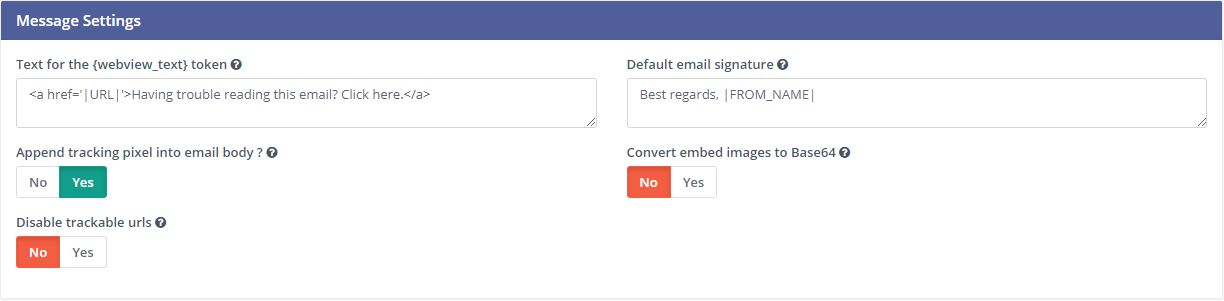 Message Settings
Text for the {webview_text} token
Default email signature
<a href='|URL|'>Having trouble reading this email? Click here.</a>
Best regards, |FROM_NAME|
Append tracking pixel into email body ?
Convert embed images to Base64
No Yes
No Yes
Disable trackable urls
No Yes